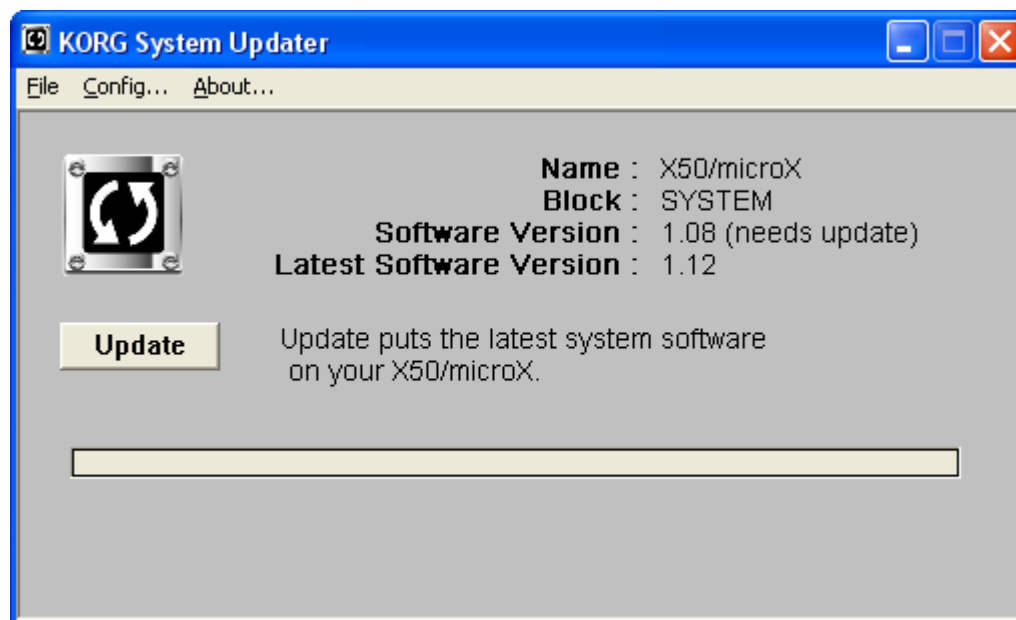 KORG System Updater
File Config... About...
Name : X50/microX
Block : SYSTEM
Software Version : 1.08 (needs update)
Latest Software Version : 1.12
Update
Update puts the latest system software
on your X50/microX.